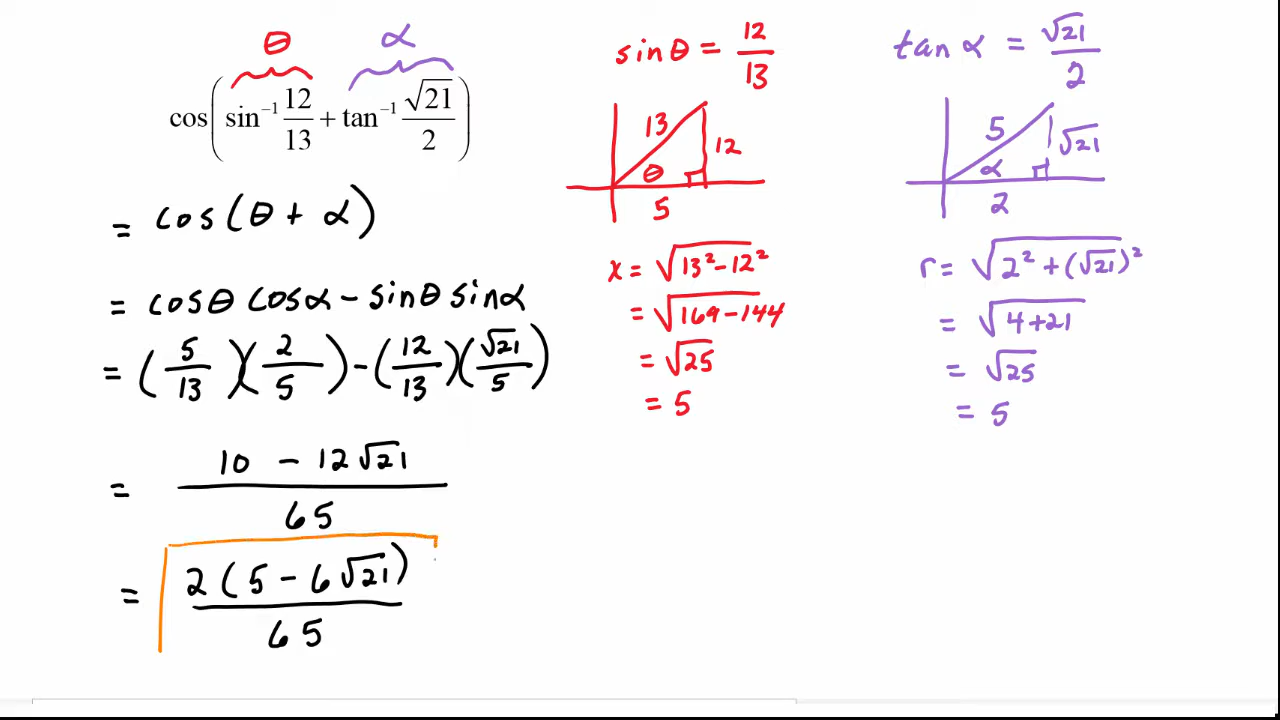 θ α
cos(sin⁻¹ 12/13 + tan⁻¹ √21/2)
= cos(θ + α)
= cosθ cosα − sinθ sinα
= (5/13)(2/5) − (12/13)(√21/5)
= (10 − 12√21)/65
= 2(5 − 6√21)/65
sinθ = 12/13
13
12
θ
5
x = √(13² − 12²)
= √(169 − 144)
= √25
= 5
tan α = √21/2
5
√21
α
2
r = √(2² + (√21)²)
= √(4 + 21)
= √25
= 5